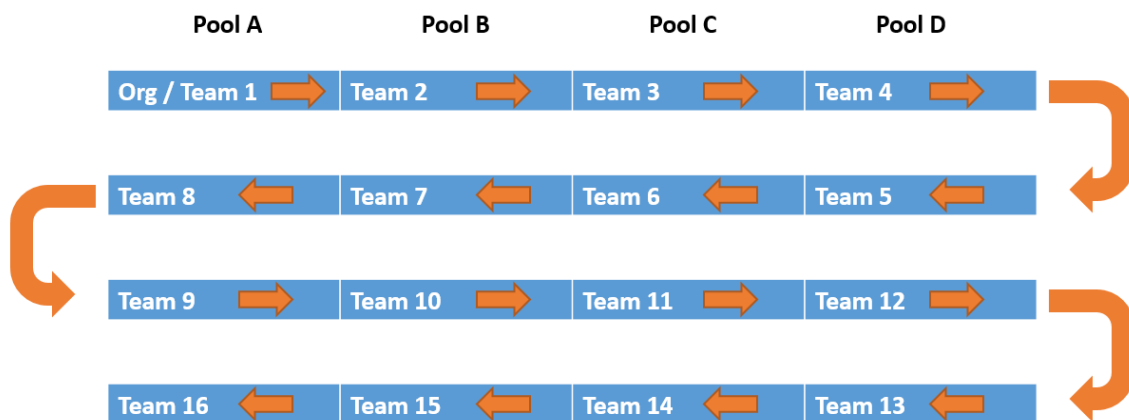 Pool A Pool B Pool C Pool D
Org / Team 1 Team 2 Team 3 Team 4
Team 8 Team 7 Team 6 Team 5
Team 9 Team 10 Team 11 Team 12
Team 16 Team 15 Team 14 Team 13